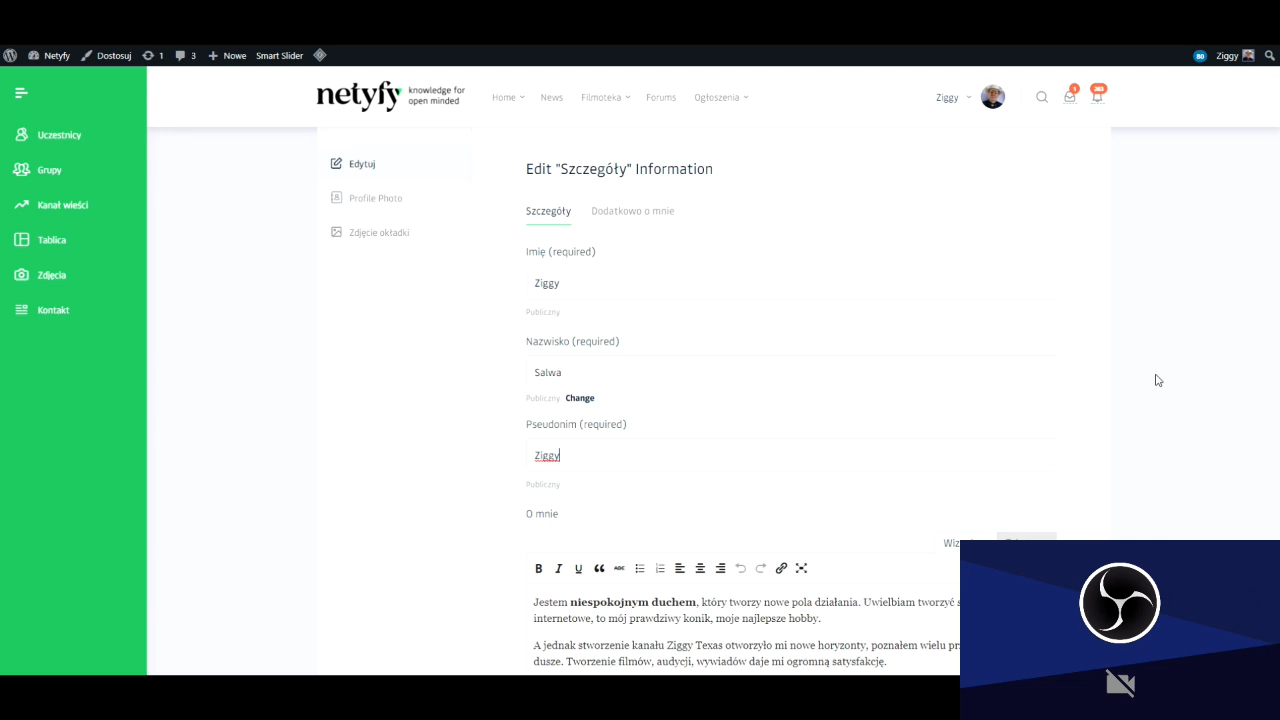 Netyfy Dostosuj 1 3 Nowe Smart Slider 80 Ziggy
netyfy knowledge for
open minded
Home News Filmoteka Forums Ogłoszenia Ziggy 1
Uczestnicy
Grupy
Kanał wieści
Tablica
Zdjęcia
Kontakt
Edytuj
Profile Photo
Zdjęcie okładki
Edit "Szczegóły" Information
Szczegóły Dodatkowo o mnie
Imię (required)
Ziggy
Publiczny
Nazwisko (required)
Salwa
Publiczny Change
Pseudonim (required)
Ziggy
Publiczny
O mnie
B I U ABC
Jestem niespokojnym duchem, który tworzy nowe pola działania. Uwielbiam tworzyć
internetowe, to mój prawdziwy konik, moje najlepsze hobby.
A jednak stworzenie kanału Ziggy Texas otworzyło mi nowe horyzonty, poznałem wielu
dusze. Tworzenie filmów, audycji, wywiadów daje mi ogromną satysfakcję.